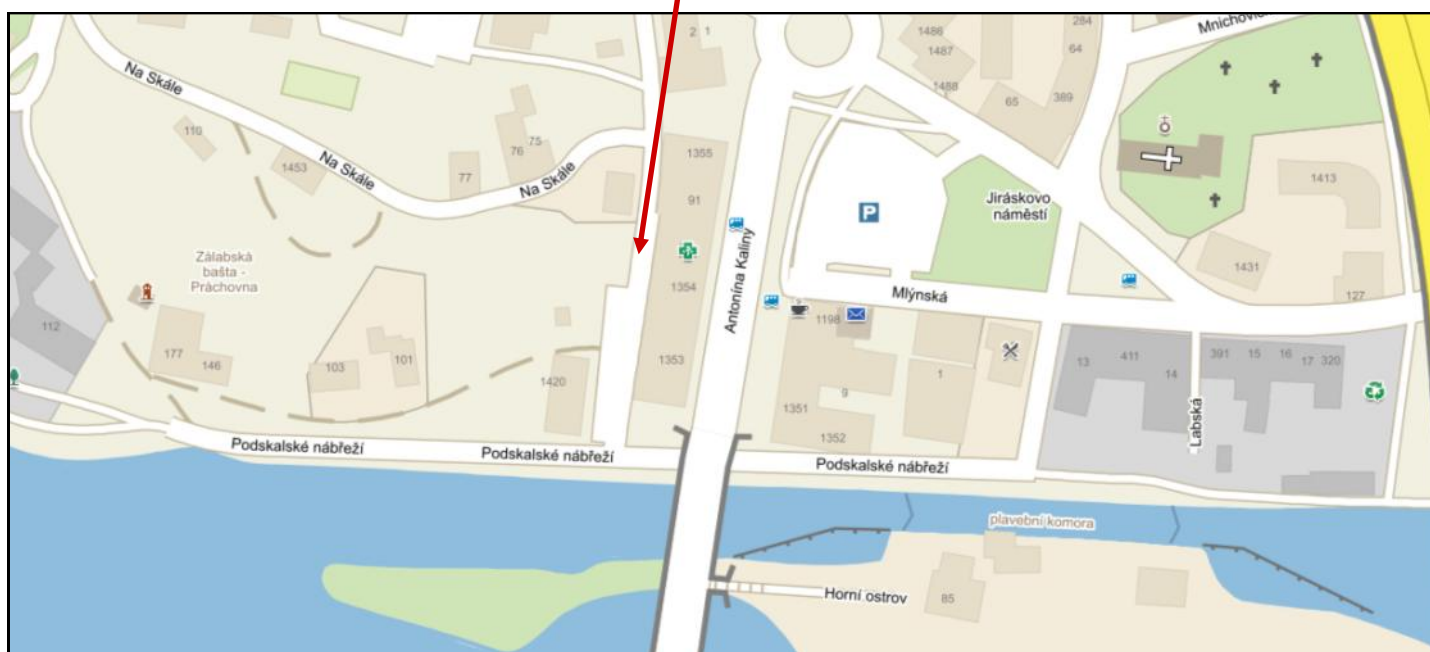 Mnichovi
284
1486
1487
64
2
1
1488
65
389
Na Skále
110
1453
Na Skále
77
76
75
Na Skále
1355
91
P
Jiráskovo
náměstí
1413
Zálabská
bašta -
Práchovna
1354
Antonína Kaliny
Mlýnská
1431
127
112
177
146
103
101
1420
1353
1198
9
1351
1352
1
13
411
14
391
15
16
17
320
Labská
Podskalské nábřeží
Podskalské nábřeží
Podskalské nábřeží
plavební komora
Horní ostrov
85